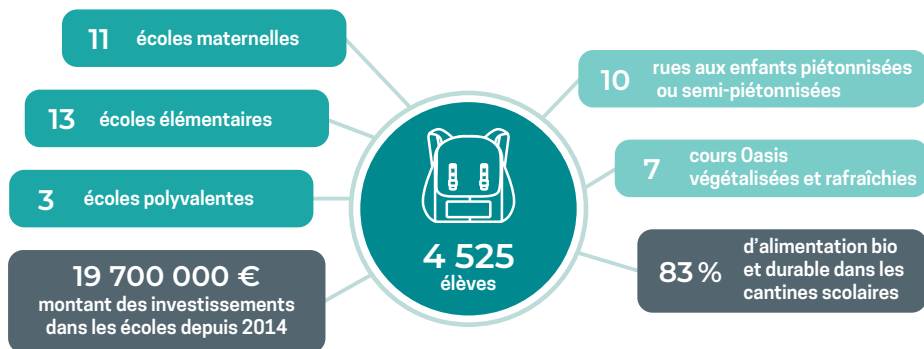 11 écoles maternelles
13 écoles élémentaires
3 écoles polyvalentes
19 700 000 €
montant des investissements
dans les écoles depuis 2014
4 525
élèves
10 rues aux enfants piétonnisées
ou semi-piétonnisées
7 cours Oasis
végétalisées et rafraîchies
83 % d’alimentation bio
et durable dans les
cantines scolaires